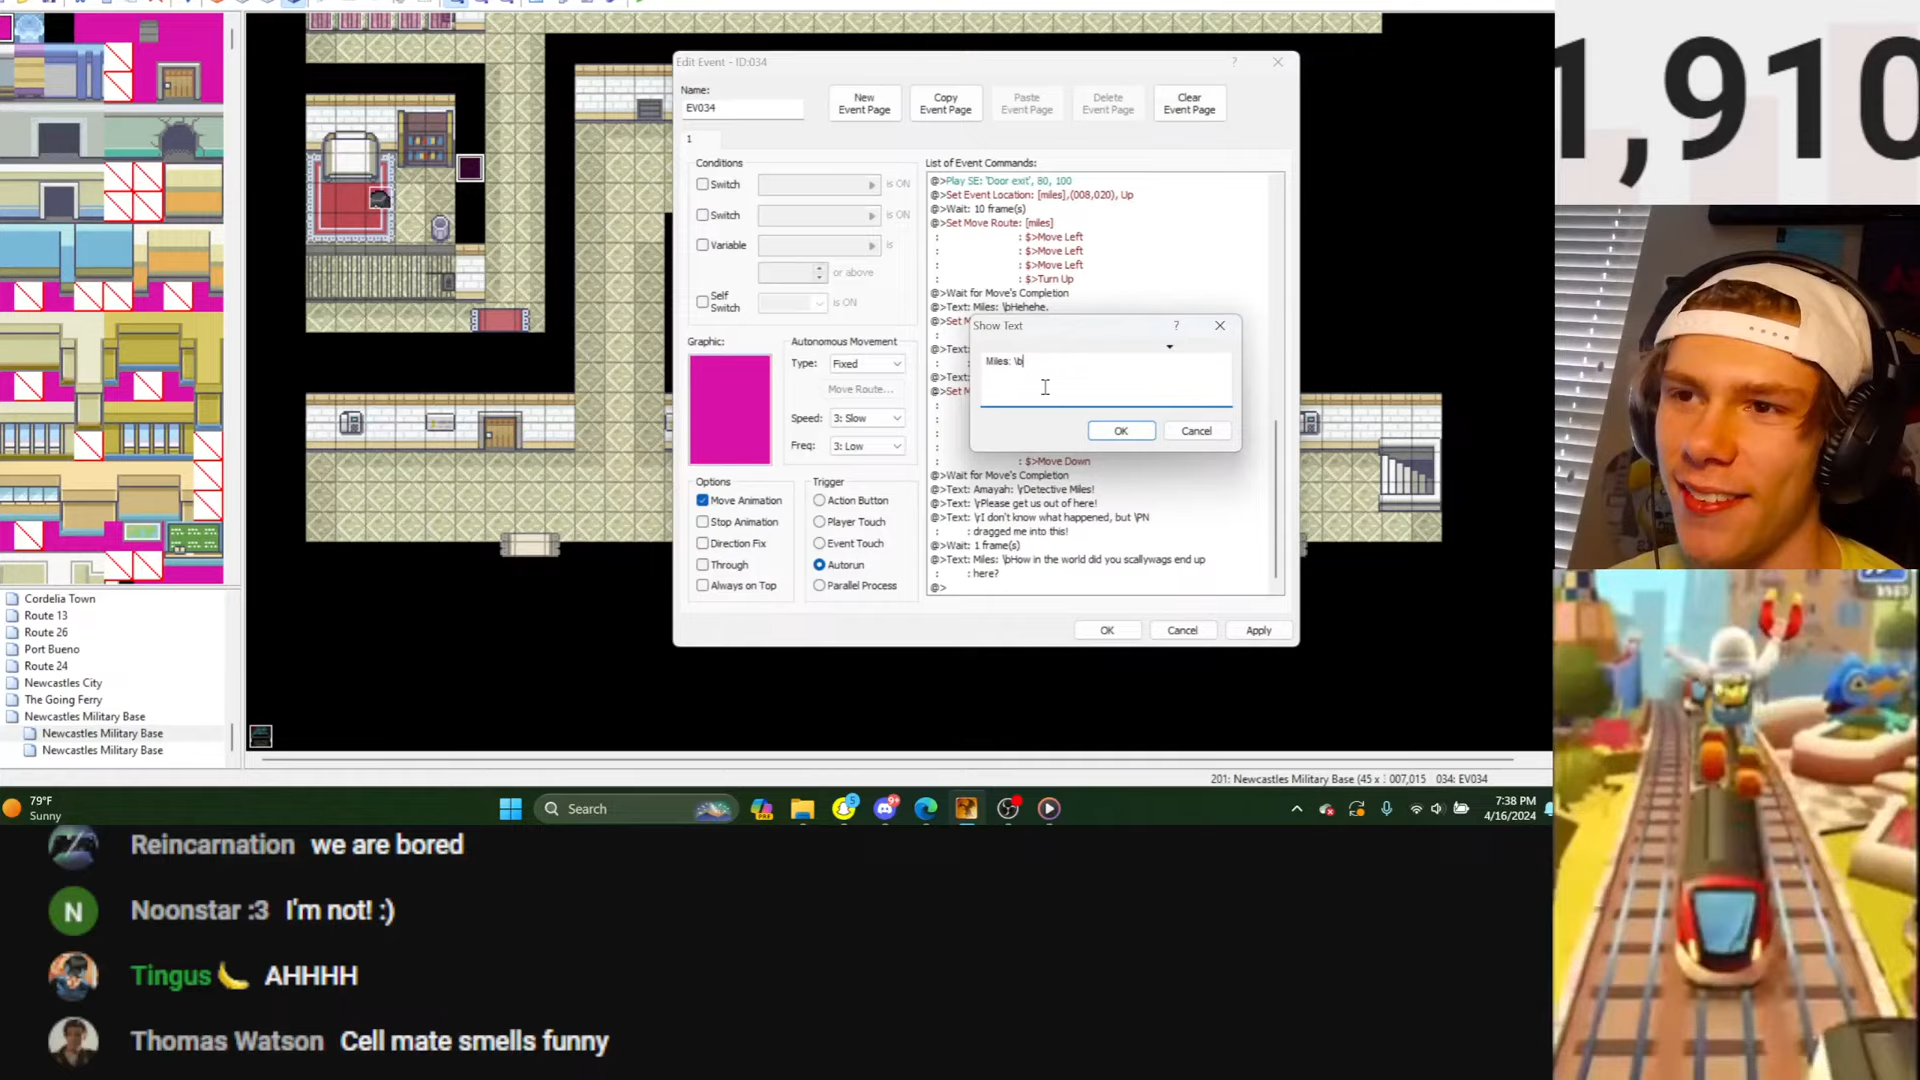 Edit Event - ID:034
?
Name:
EV034
New
Event Page
Copy
Event Page
Paste
Event Page
Delete
Event Page
Clear
Event Page
1
Conditions
Switch
is ON
Switch
is ON
Variable
is
or above
Self
Switch
is ON
Graphic:
Autonomous Movement
Type:
Fixed
Move Route...
Speed:
3: Slow
Freq:
3: Low
Options
Move Animation
Stop Animation
Direction Fix
Through
Always on Top
Trigger
Action Button
Player Touch
Event Touch
Autorun
Parallel Process
List of Event Commands:
@>Play SE: 'Door exit', 80, 100
@>Set Event Location: [miles],(008,020), Up
@>Wait: 10 frame(s)
@>Set Move Route: [miles]
: : $>Move Left
: : $>Move Left
: : $>Move Left
: : $>Turn Up
@>Wait for Move's Completion
@>Text: Miles: \bHehehe.
@>Set M
:
@>Text:
:
@>Text:
@>Set M
:
:
:
:
: : $>Move Down
@>Wait for Move's Completion
@>Text: Amayah: \rDetective Miles!
@>Text: \rPlease get us out of here!
@>Text: \rI don't know what happened, but \PN
: : dragged me into this!
@>Wait: 1 frame(s)
@>Text: Miles: \bHow in the world did you scallywags end up
: : here?
@>
OK
Cancel
Apply
Show Text
?
Miles: \b
OK
Cancel
Cordelia Town
Route 13
Route 26
Port Bueno
Route 24
Newcastles City
The Going Ferry
Newcastles Military Base
Newcastles Military Base
Newcastles Military Base
201: Newcastles Military Base (45 x
007,015
034: EV034
79°F
Sunny
Search
7:38 PM
4/16/2024
1,910
Reincarnation we are bored
N
Noonstar :3 I'm not! :)
Tingus 🍌 AHHHH
Thomas Watson Cell mate smells funny